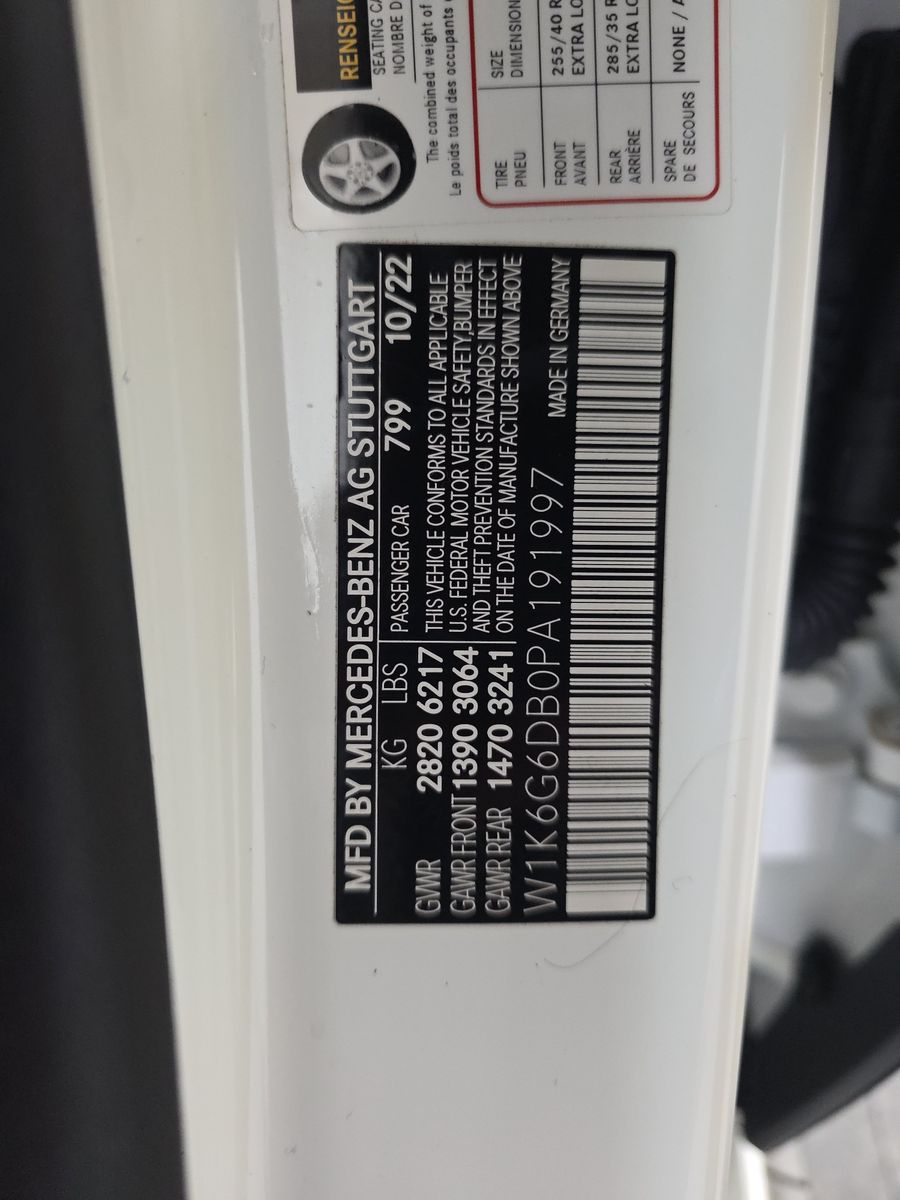 RENSEIG
SEATING CA
NOMBRE D
The combined weight of
Le poids total des occupants
TIRE SIZE
PNEU DIMENSION
FRONT 255/40 R
AVANT EXTRA LO
REAR 285/35 R
ARRIÈRE EXTRA LO
SPARE NONE / A
DE SECOURS
MFD BY MERCEDES-BENZ AG STUTTGART
KG LBS PASSENGER CAR 799 10/22
GVWR 2820 6217 THIS VEHICLE CONFORMS TO ALL APPLICABLE
GAWR FRONT 1390 3064 U.S. FEDERAL MOTOR VEHICLE SAFETY,BUMPER
GAWR REAR 1470 3241 AND THEFT PREVENTION STANDARDS IN EFFECT
ON THE DATE OF MANUFACTURE SHOWN ABOVE
W1K6G6DB0PA191997 MADE IN GERMANY